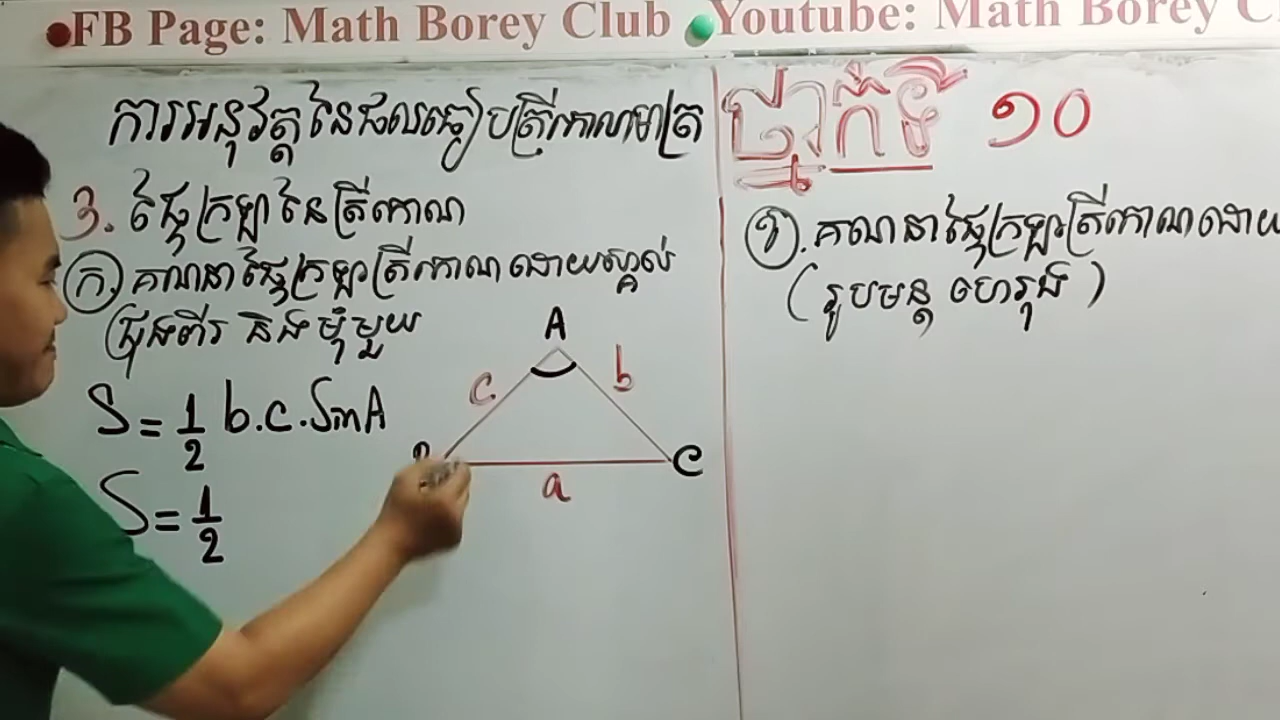 FB Page: Math Borey Club Youtube: Math Borey C
ការអនុវត្តនៃផលធៀបត្រីកោណមាត្រ
ថ្នាក់ទី ១០
3. ផ្ទៃក្រឡានៃត្រីកោណ
ក. គណនាផ្ទៃក្រឡាត្រីកោណដោយស្គាល់
ជ្រុងពីរ និងមុំមួយ
S = 1/2 b.c.SinA
S = 1/2
A
c
b
C
a
ខ. គណនាផ្ទៃក្រឡាត្រីកោណដោយ
(រូបមន្ត ហេរុង)